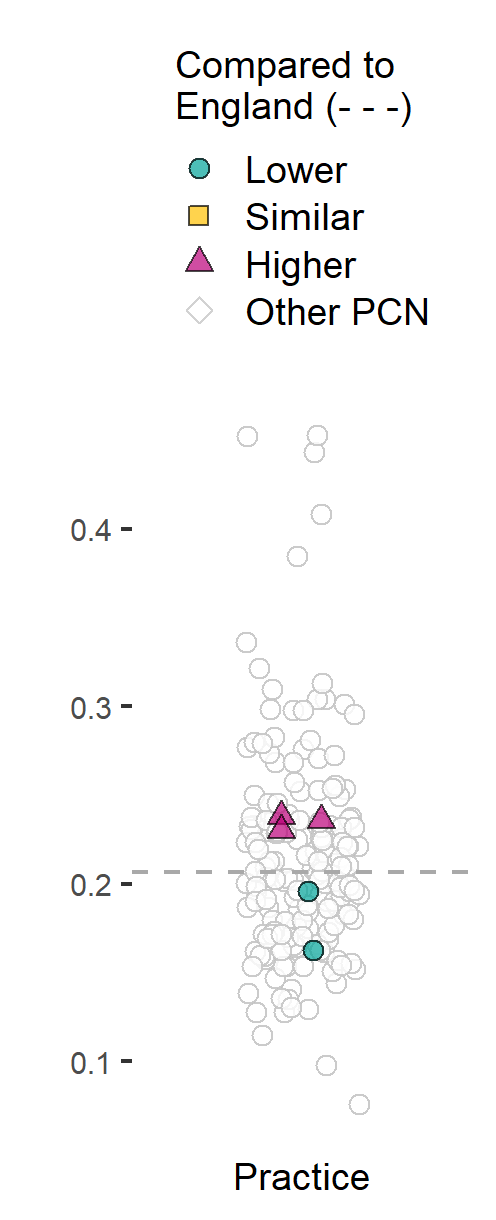 Compared to
England (- - -)
Lower
Similar
Higher
Other PCN
0.4
0.3
0.2
0.1
Practice